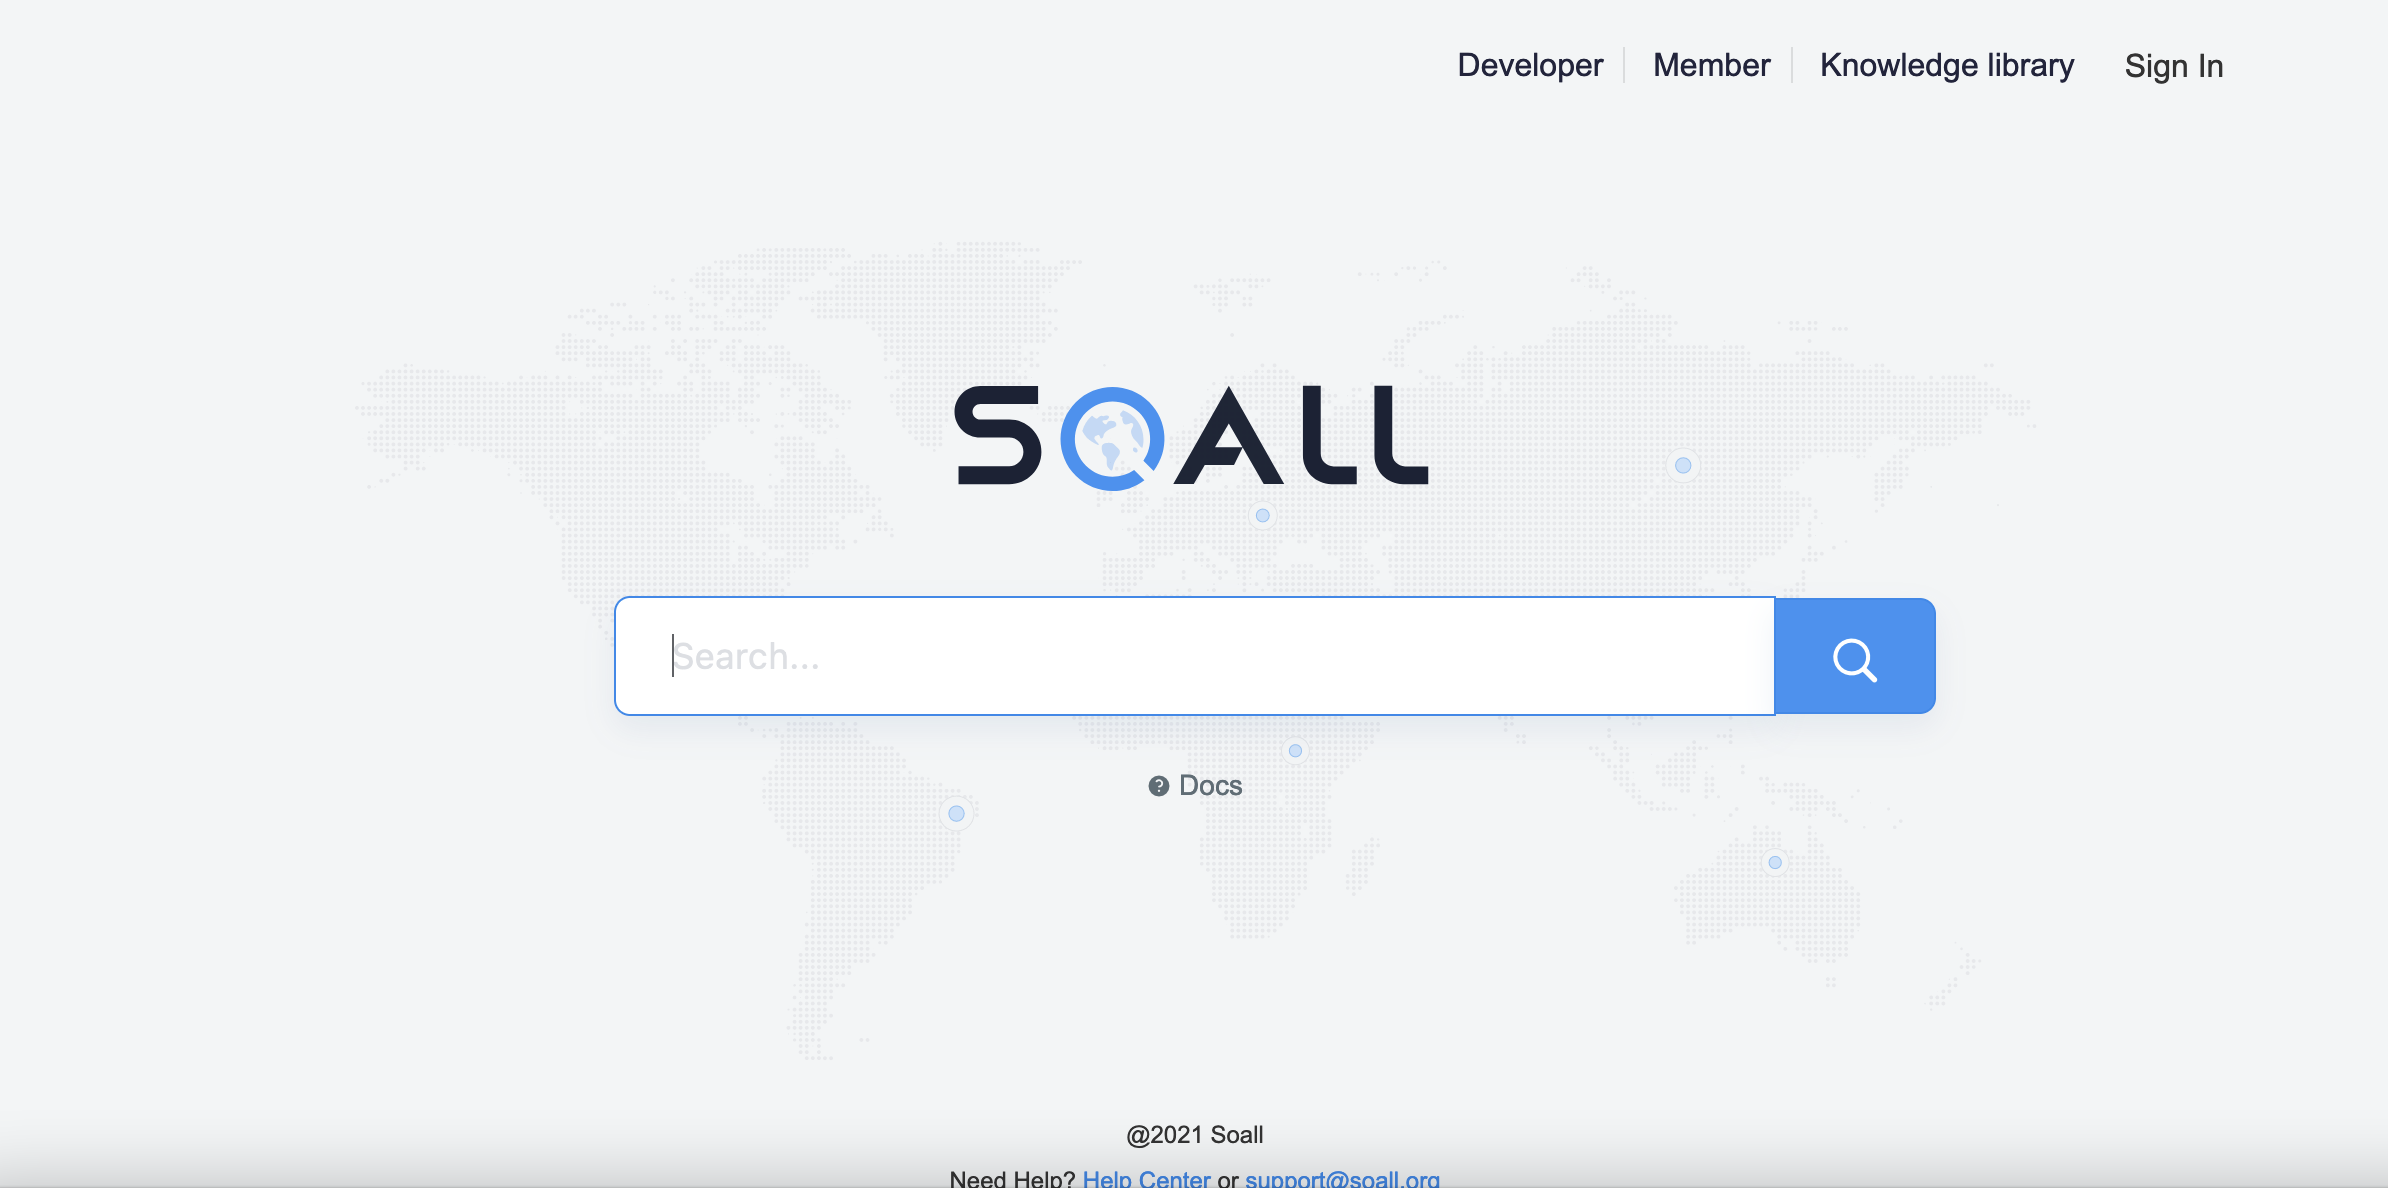 Developer Member Knowledge library Sign In
SOALL
Search...
Docs
@2021 Soall
Need Help? Help Center or support@soall.org